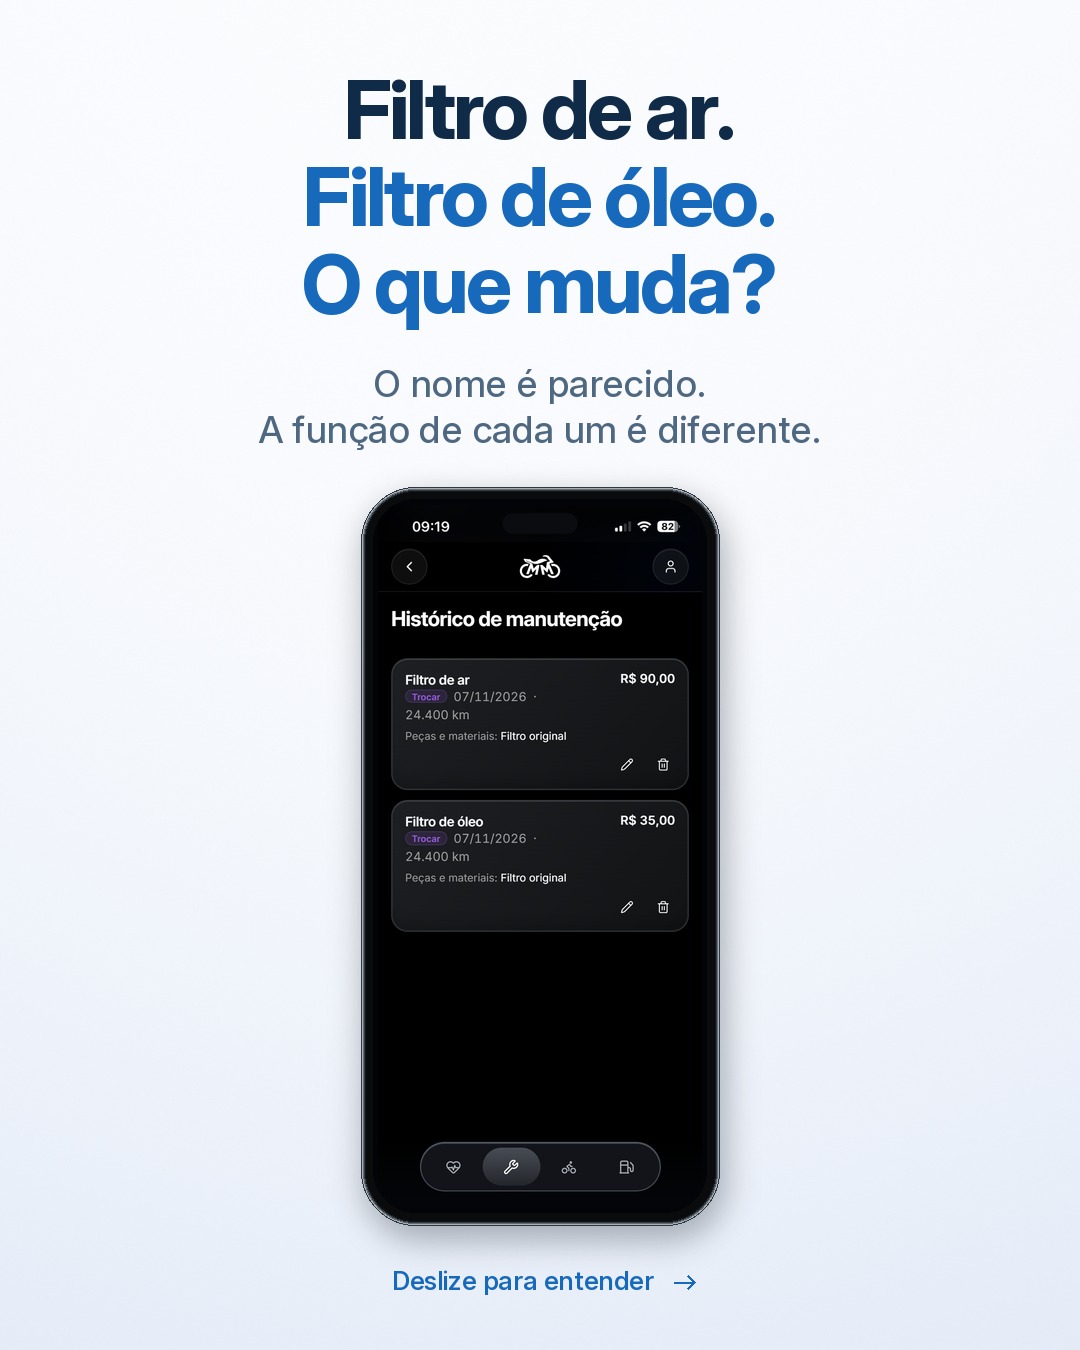 Filtro de ar.
Filtro de óleo.
O que muda?
O nome é parecido.
A função de cada um é diferente.
09:19
82
MM
Histórico de manutenção
Filtro de ar
R$ 90,00
Trocar 07/11/2026 ·
24.400 km
Peças e materiais: Filtro original
Filtro de óleo
R$ 35,00
Trocar 07/11/2026 ·
24.400 km
Peças e materiais: Filtro original
Deslize para entender →